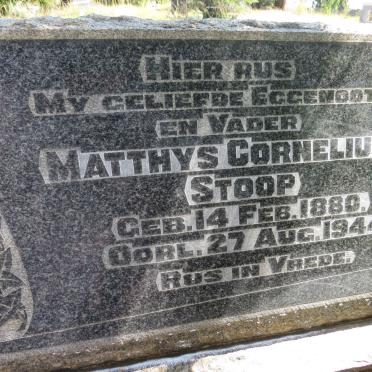 HIER RUS
MY GELIEFDE EGGENOOT
EN VADER
MATTHYS CORNELIU
STOOP
GEB. 14 FEB. 1880,
OORL. 27 AUG. 1944
RUS IN VREDE.